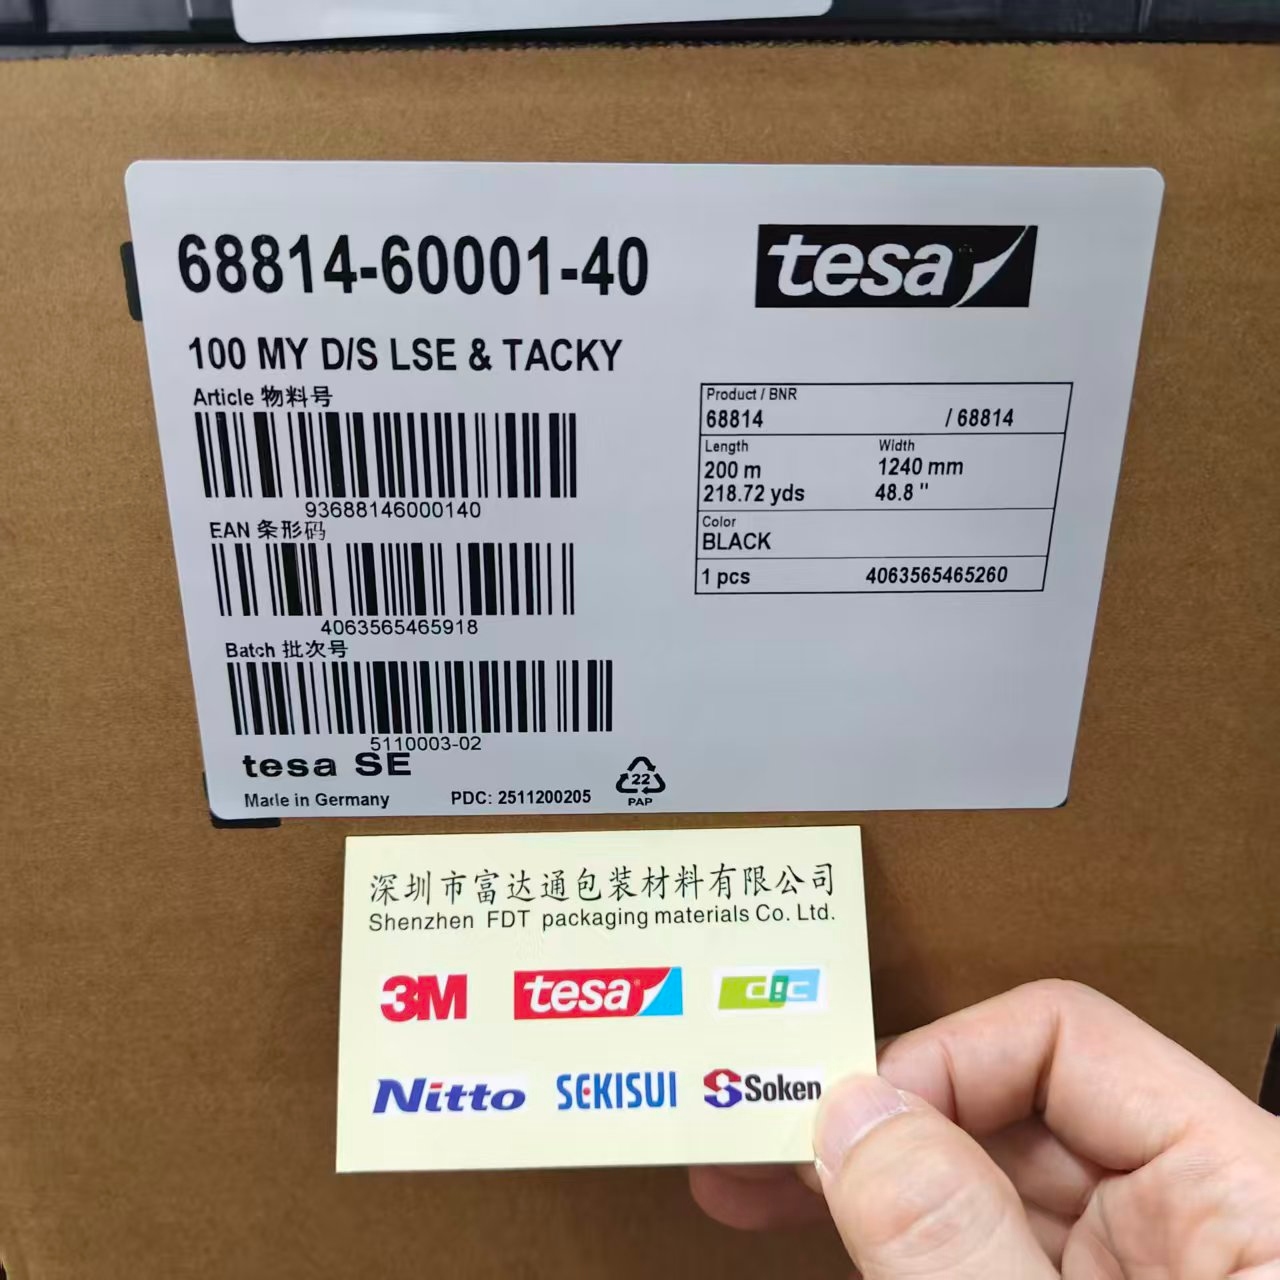 68814-60001-40
tesa
100 MY D/S LSE & TACKY
Article 物料号
93688146000140
EAN 条形码
4063565465918
Batch 批次号
5110003-02
tesa SE
Made in Germany
PDC: 2511200205
22
PAP
Product / BNR
68814 / 68814
Length Width
200 m 1240 mm
218.72 yds 48.8 "
Color
BLACK
1 pcs 4063565465260
深圳市富达通包装材料有限公司
Shenzhen FDT packaging materials Co. Ltd.
3M tesa dic
Nitto SEKISUI Soken